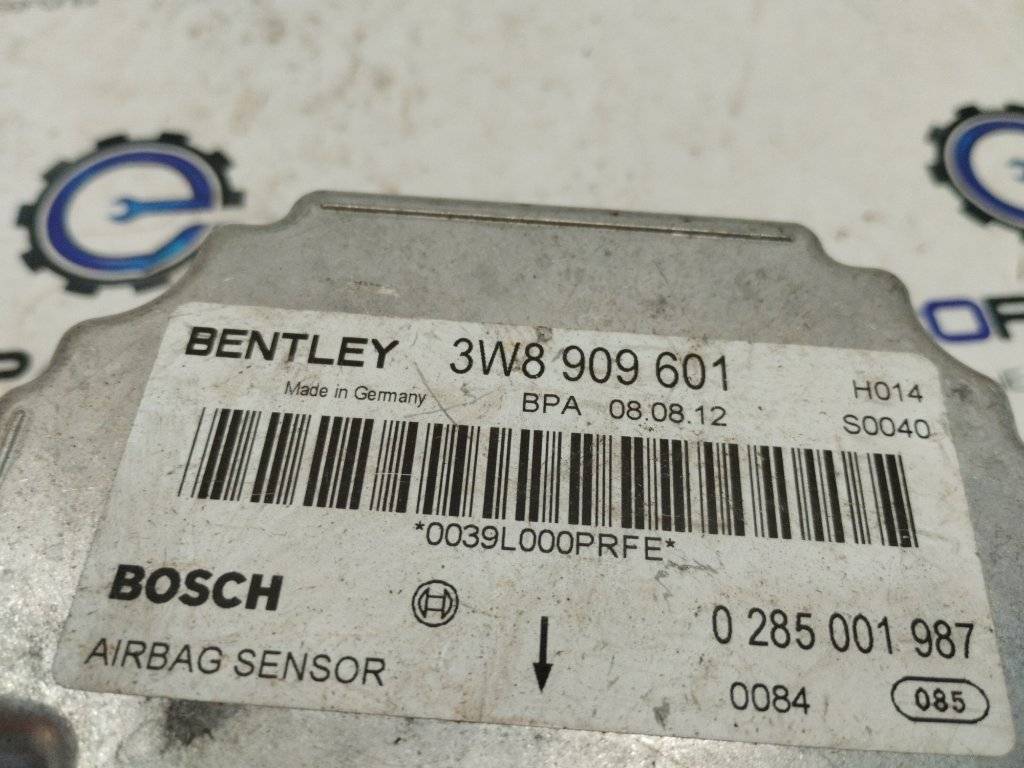 BENTLEY 3W8 909 601 H014
Made in Germany BPA 08.08.12 S0040
*0039L000PRFE*
BOSCH 0 285 001 987
AIRBAG SENSOR 0084 085